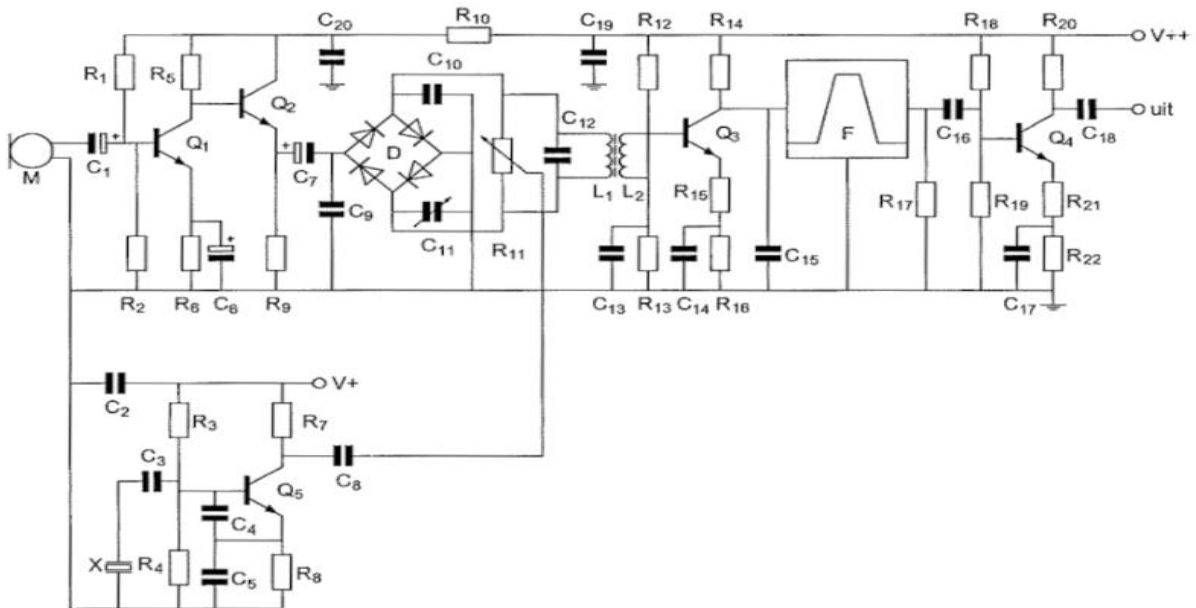 C20 R10 C19 R12 R14 R18 R20
V++
R1 R5 C10
Q2 C12
C16 C18 uit
Q1 D Q3 F Q4
M C1 + + C7
L1 L2 R15
C9 R17 R19 R21
C11 R11
+ C15 R22
R2 R6 C6 R9 C13 R13 C14 R16 C17
V+
C2 R3 R7
C3 C8
Q5
C4
X R4 C5 R8